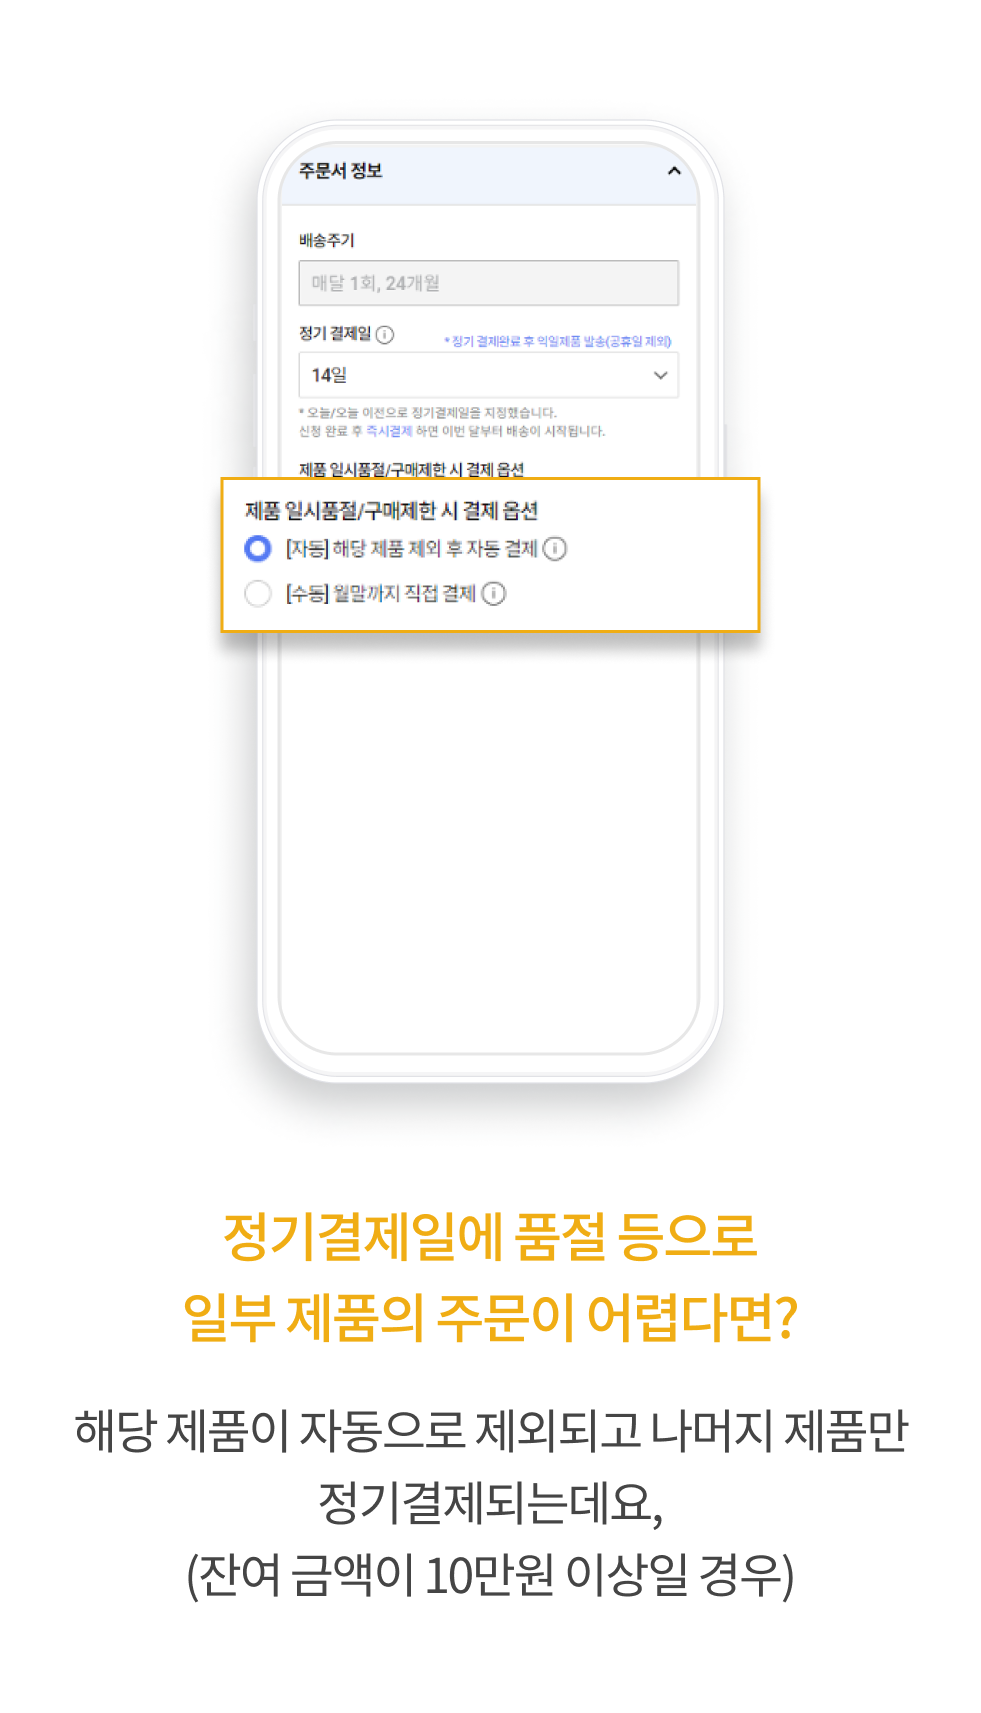 주문서 정보
배송주기
매달 1회, 24개월
정기 결제일
* 정기 결제완료 후 익일제품 발송(공휴일 제외)
14일
* 오늘/오늘 이전으로 정기결제일을 지정했습니다.
신청 완료 후 즉시결제 하면 이번 달부터 배송이 시작됩니다.
제품 일시품절/구매제한 시 결제 옵션
제품 일시품절/구매제한 시 결제 옵션
[자동] 해당 제품 제외 후 자동 결제
[수동] 월말까지 직접 결제
정기결제일에 품절 등으로
일부 제품의 주문이 어렵다면?
해당 제품이 자동으로 제외되고 나머지 제품만
정기결제되는데요,
(잔여 금액이 10만원 이상일 경우)